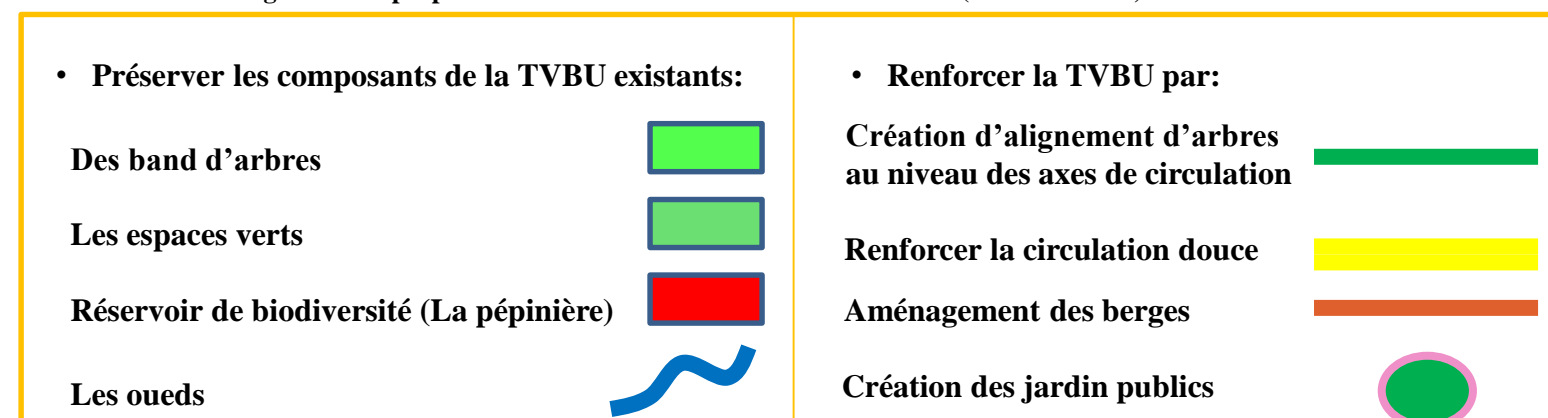 • Préserver les composants de la TVBU existants:
Des band d’arbres
Les espaces verts
Réservoir de biodiversité (La pépinière)
Les oueds
• Renforcer la TVBU par:
Création d’alignement d’arbres
au niveau des axes de circulation
Renforcer la circulation douce
Aménagement des berges
Création des jardin publics